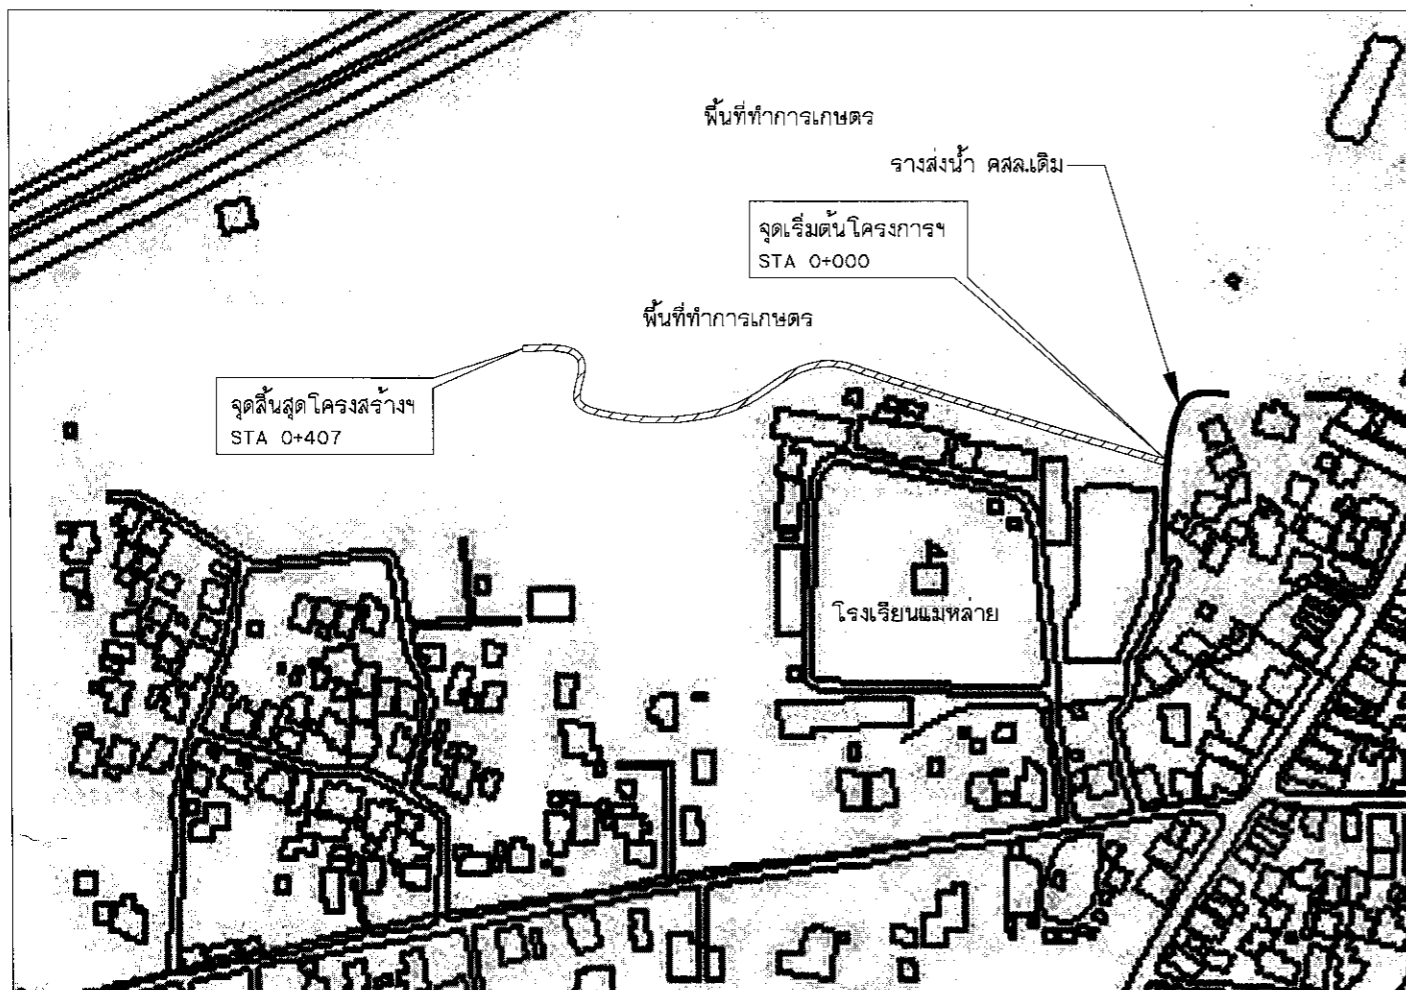 พื้นที่ทำการเกษตร
รางส่งน้ำ คสล.เดิม
จุดเริ่มต้นโครงการฯ
STA 0+000
พื้นที่ทำการเกษตร
จุดสิ้นสุดโครงสร้างฯ
STA 0+407
โรงเรียนแม่หล่าย